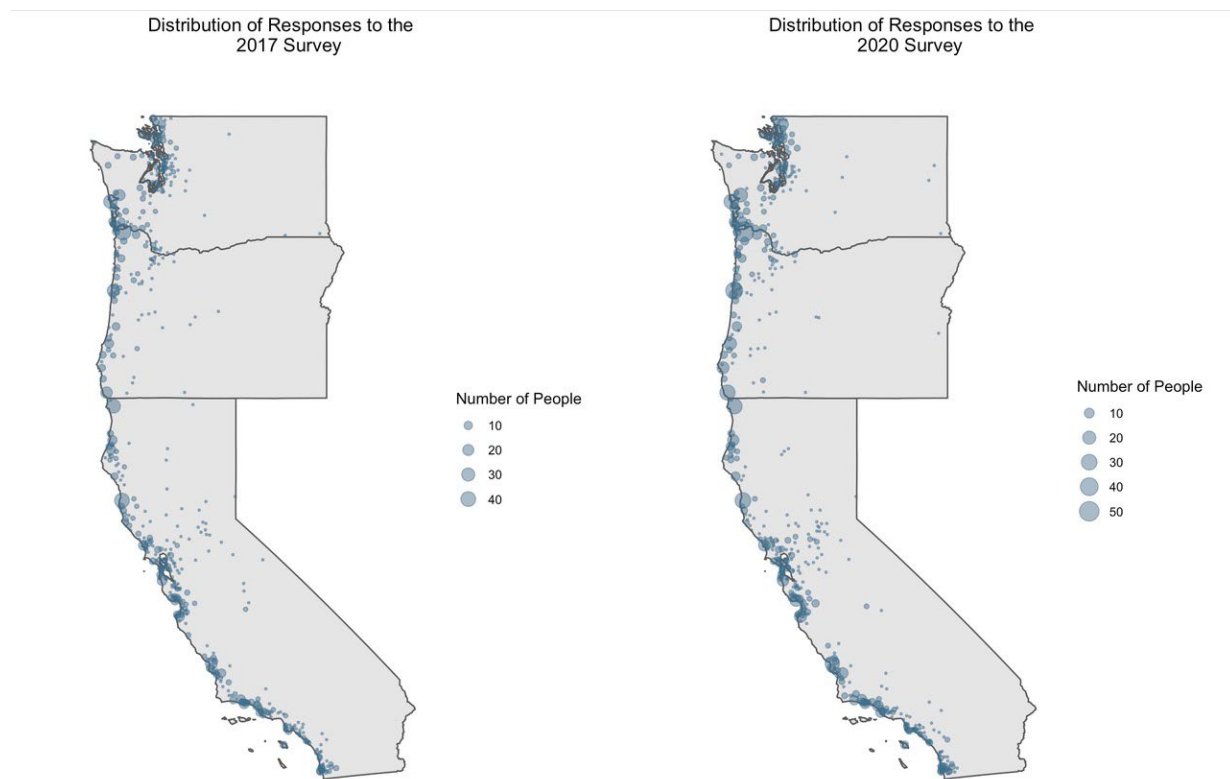 Distribution of Responses to the
2017 Survey
Number of People
10
20
30
40
Distribution of Responses to the
2020 Survey
Number of People
10
20
30
40
50